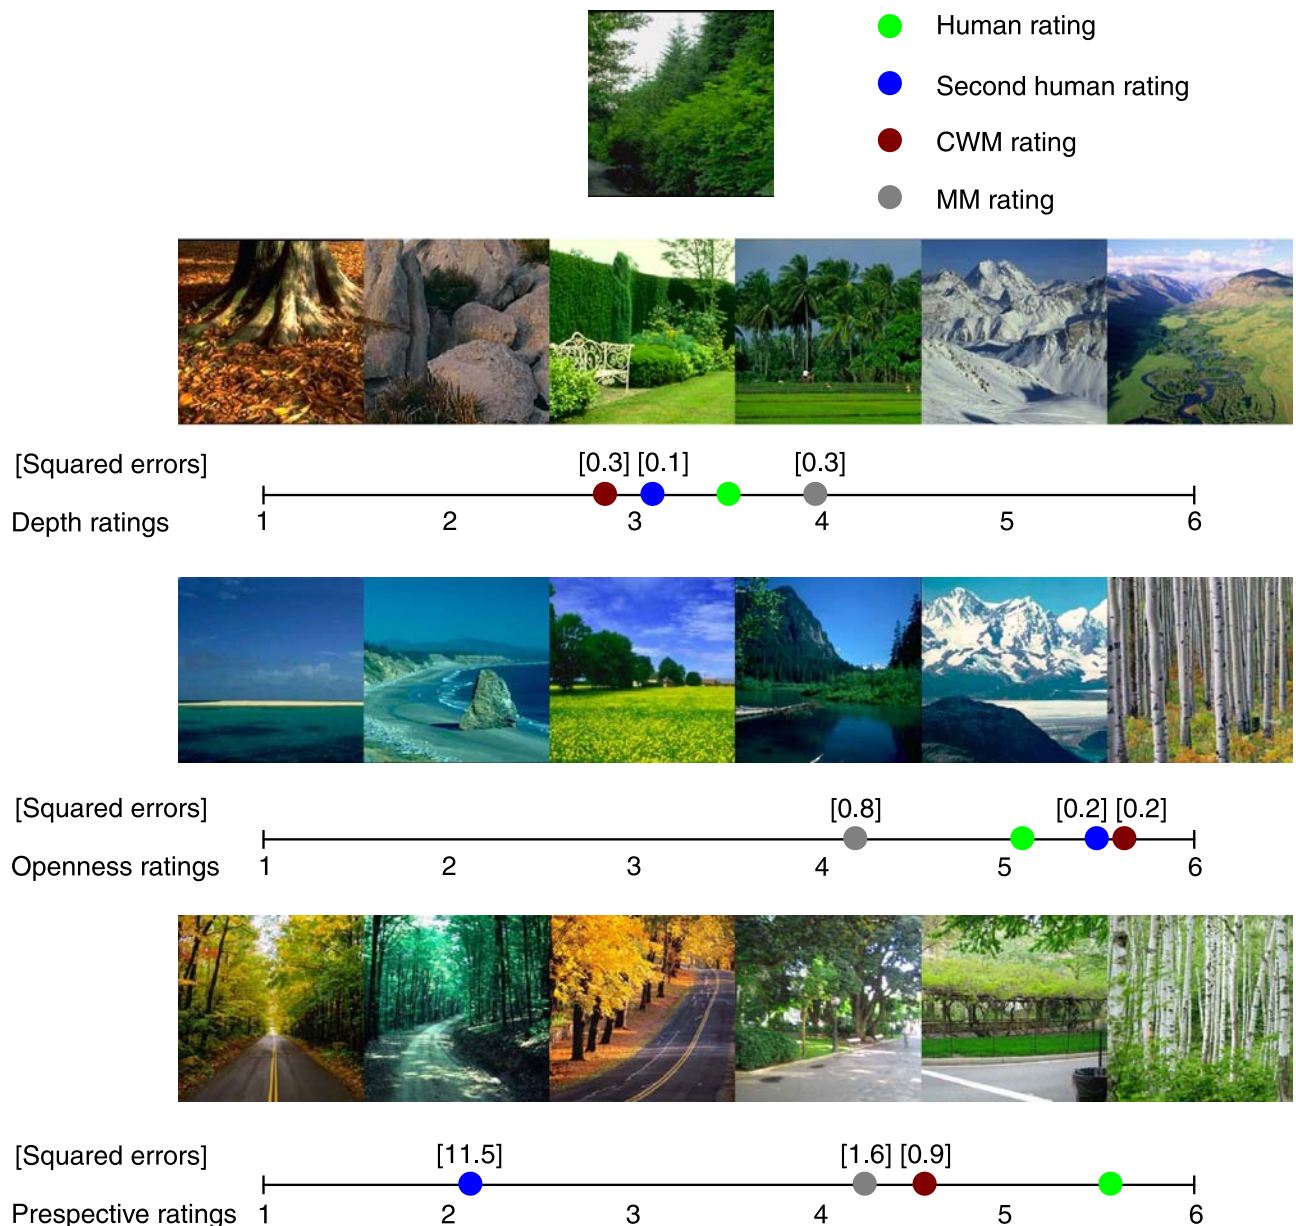 Human rating
Second human rating
CWM rating
MM rating
[Squared errors] [0.3] [0.1] [0.3]
Depth ratings 1 2 3 4 5 6
[Squared errors] [0.8] [0.2] [0.2]
Openness ratings 1 2 3 4 5 6
[Squared errors] [11.5] [1.6] [0.9]
Prespective ratings 1 2 3 4 5 6